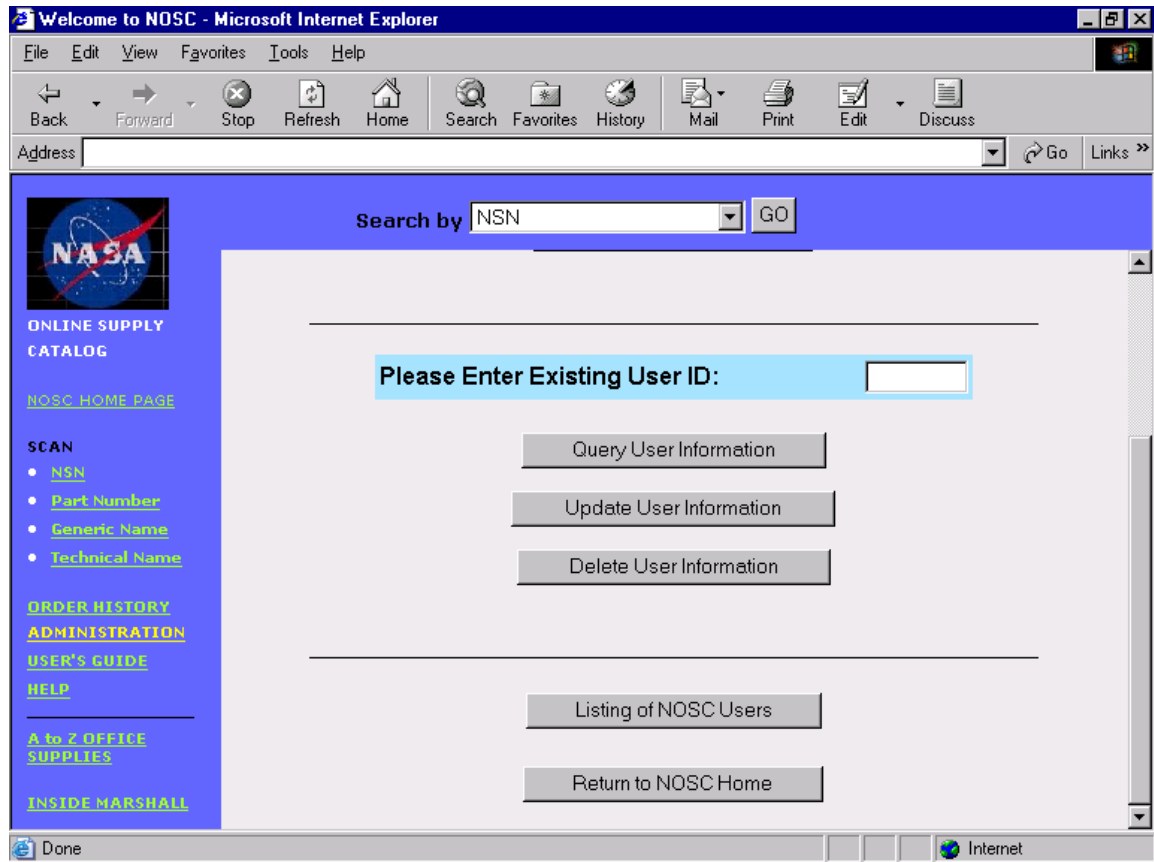 Welcome to NOSC - Microsoft Internet Explorer
File Edit View Favorites Tools Help
Back Forward Stop Refresh Home Search Favorites History Mail Print Edit Discuss
Address Go Links »
NASA
Search by NSN GO
ONLINE SUPPLY
CATALOG
NOSC HOME PAGE
SCAN
NSN
Part Number
Generic Name
Technical Name
ORDER HISTORY
ADMINISTRATION
USER'S GUIDE
HELP
A to Z OFFICE
SUPPLIES
INSIDE MARSHALL
Please Enter Existing User ID:
Query User Information
Update User Information
Delete User Information
Listing of NOSC Users
Return to NOSC Home
Done Internet